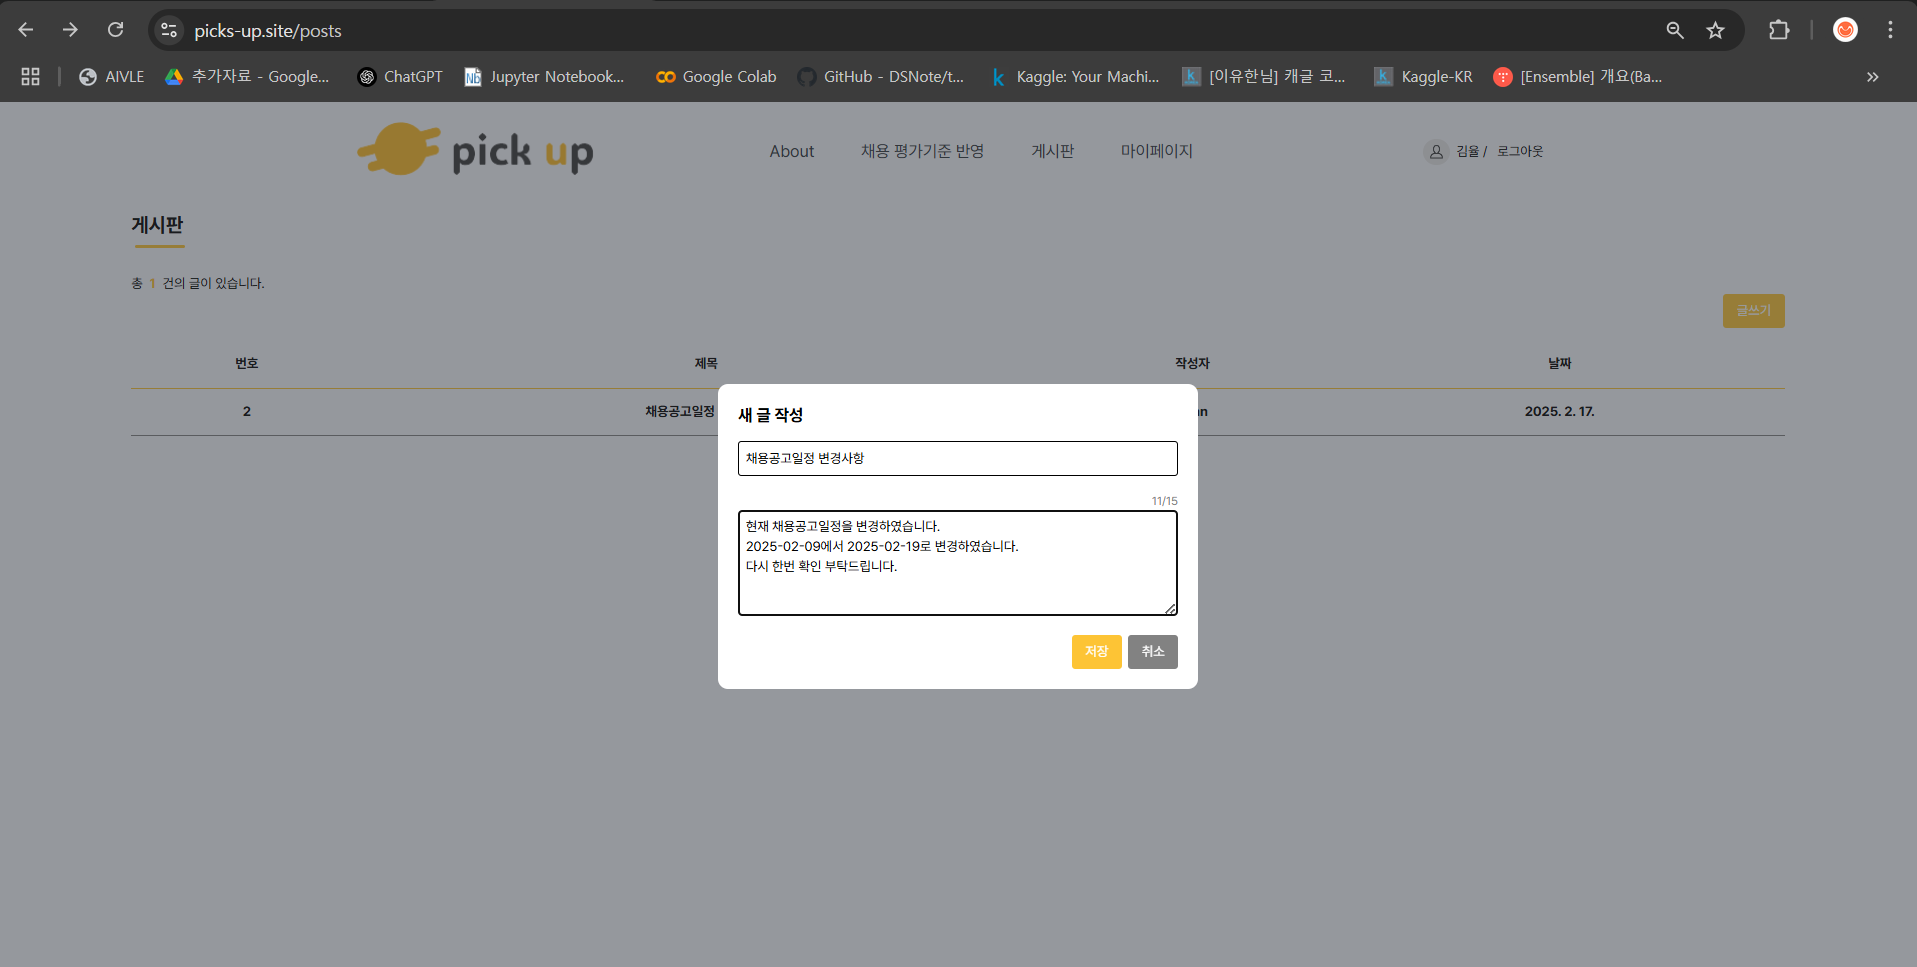 picks-up.site/posts
AIVLE 추가자료 - Google... ChatGPT Jupyter Notebook... Google Colab GitHub - DSNote/t... Kaggle: Your Machi... [이유한님] 캐글 코... Kaggle-KR [Ensemble] 개요(Ba...
pick up About 채용 평가기준 반영 게시판 마이페이지 김율 / 로그아웃
게시판
총 1 건의 글이 있습니다.
글쓰기
번호 제목 작성자 날짜
2 채용공고일정 2025. 2. 17.
새 글 작성
채용공고일정 변경사항
11/15
현재 채용공고일정을 변경하였습니다.
2025-02-09에서 2025-02-19로 변경하였습니다.
다시 한번 확인 부탁드립니다.
저장 취소